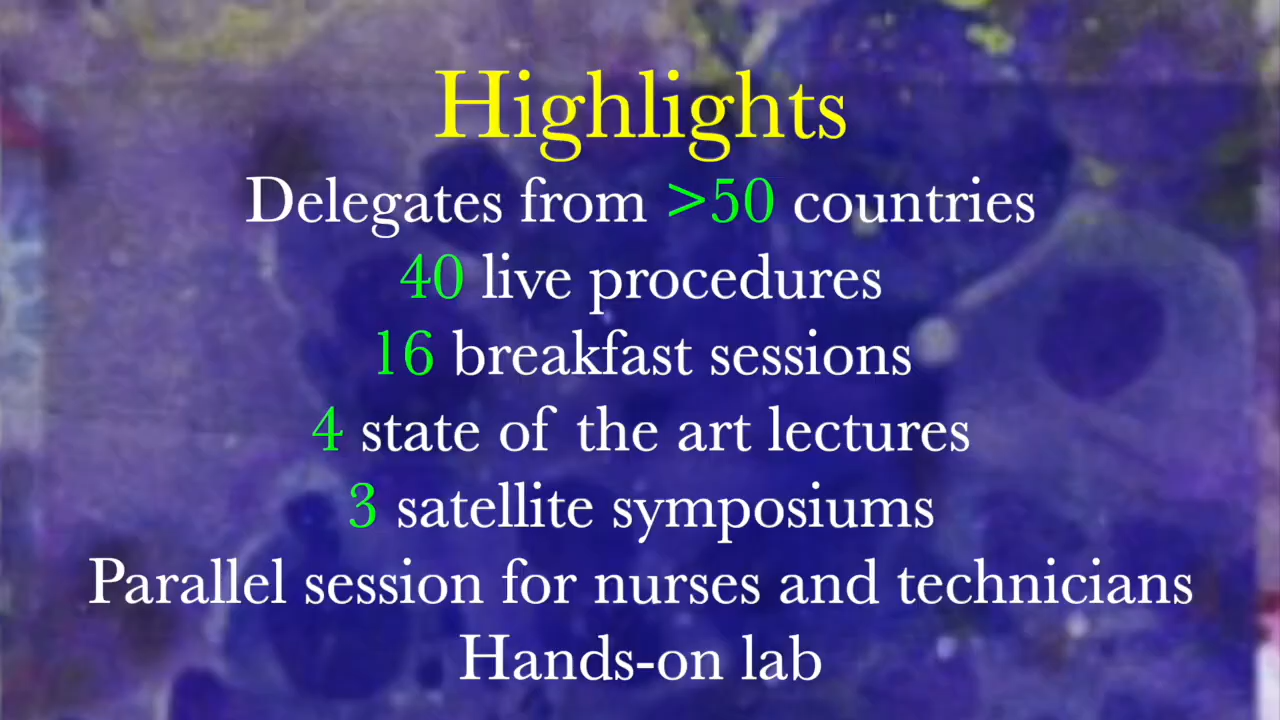 Highlights
Delegates from >50 countries
40 live procedures
16 breakfast sessions
4 state of the art lectures
3 satellite symposiums
Parallel session for nurses and technicians
Hands-on lab